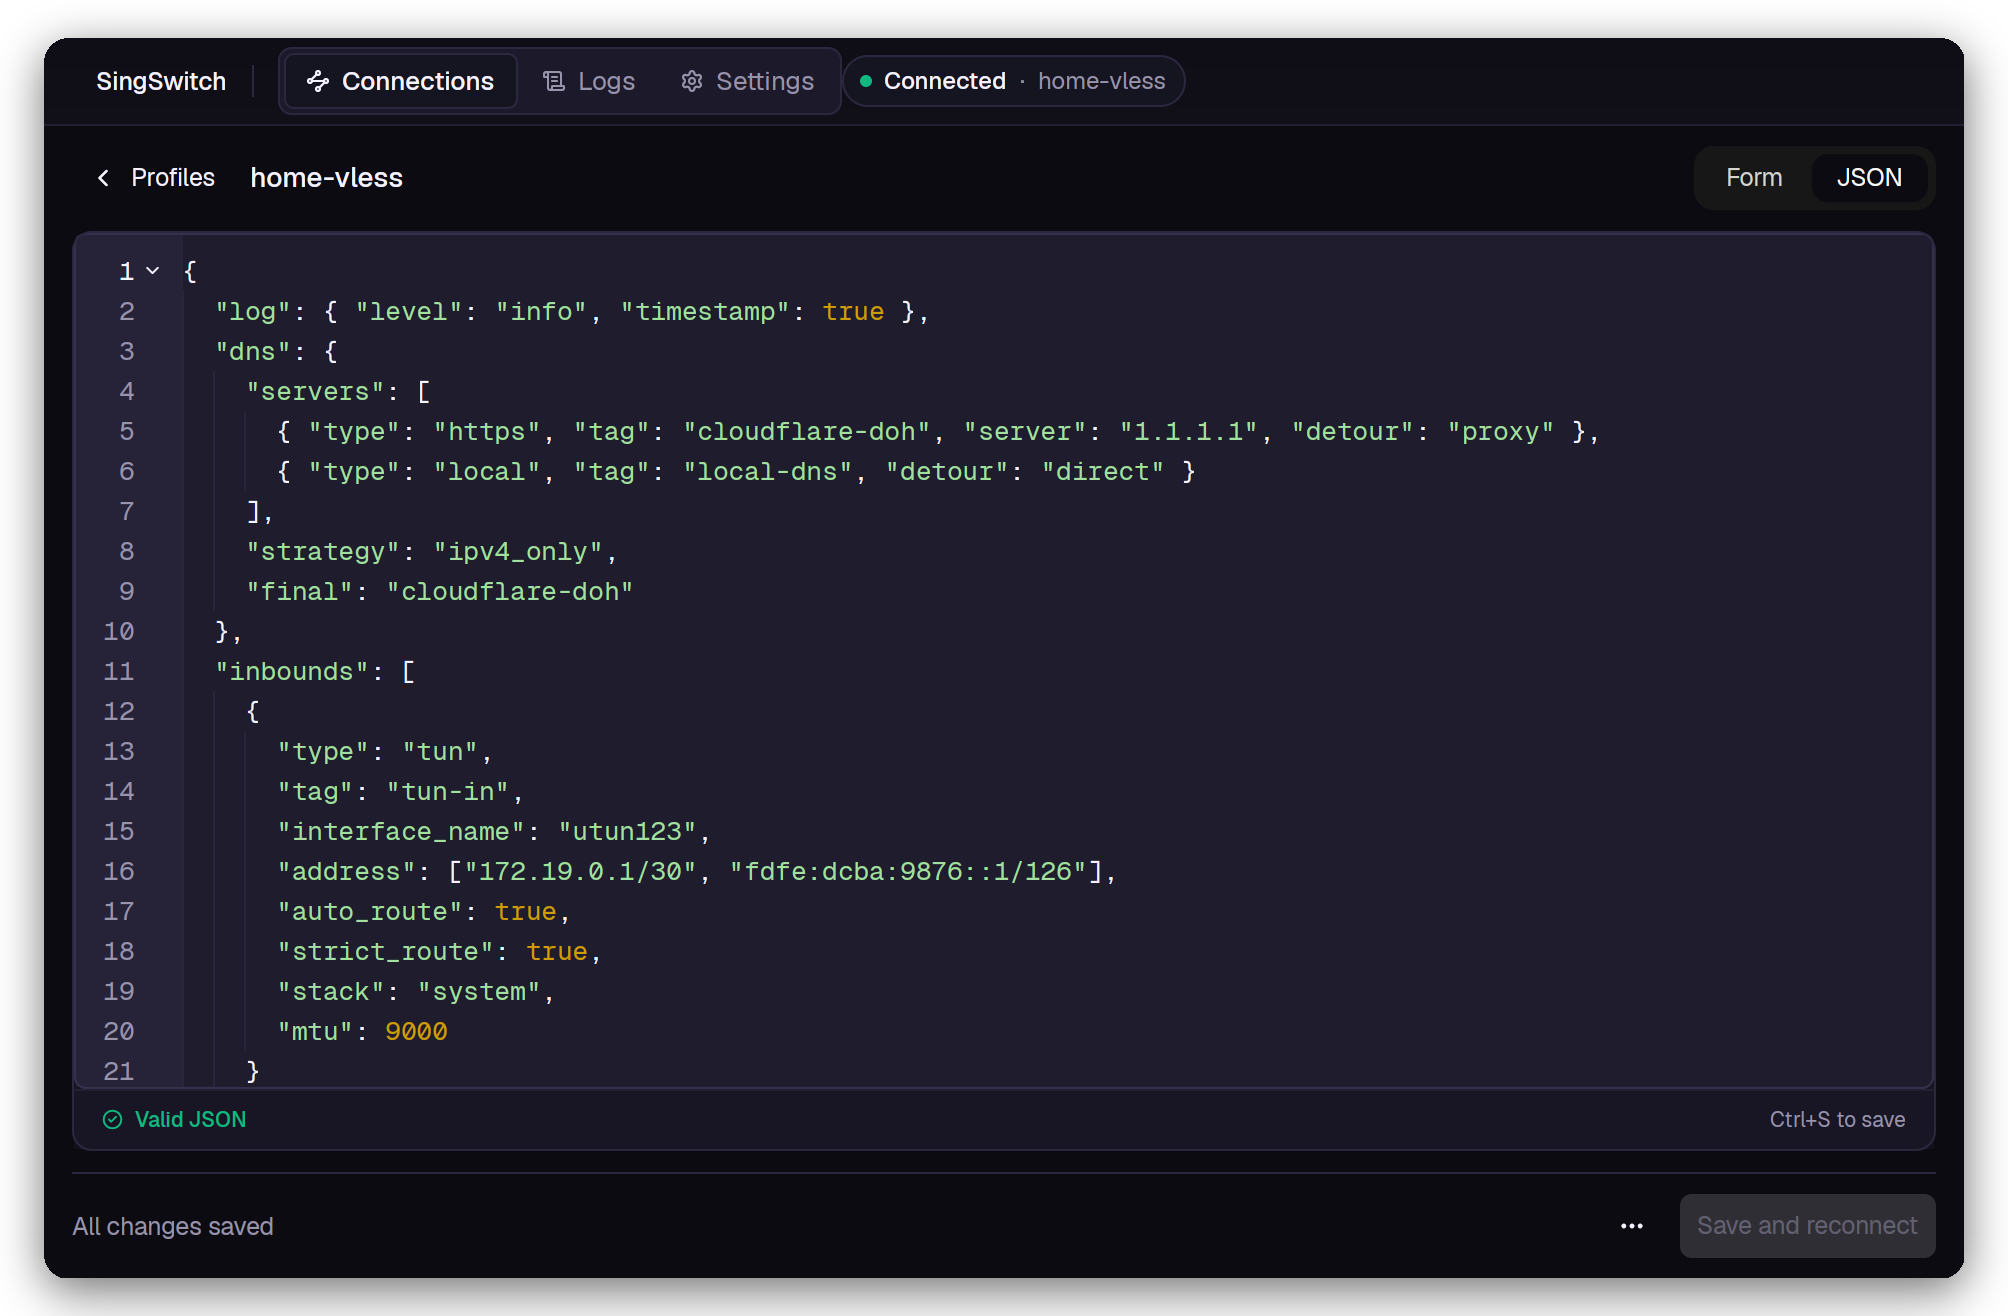 SingSwitch
Connections
Logs
Settings
Connected · home-vless
Profiles
home-vless
Form
JSON
1 {
2   "log": { "level": "info", "timestamp": true },
3   "dns": {
4     "servers": [
5       { "type": "https", "tag": "cloudflare-doh", "server": "1.1.1.1", "detour": "proxy" },
6       { "type": "local", "tag": "local-dns", "detour": "direct" }
7     ],
8     "strategy": "ipv4_only",
9     "final": "cloudflare-doh"
10   },
11   "inbounds": [
12     {
13       "type": "tun",
14       "tag": "tun-in",
15       "interface_name": "utun123",
16       "address": ["172.19.0.1/30", "fdfe:dcba:9876::1/126"],
17       "auto_route": true,
18       "strict_route": true,
19       "stack": "system",
20       "mtu": 9000
21     }
Valid JSON
Ctrl+S to save
All changes saved
Save and reconnect